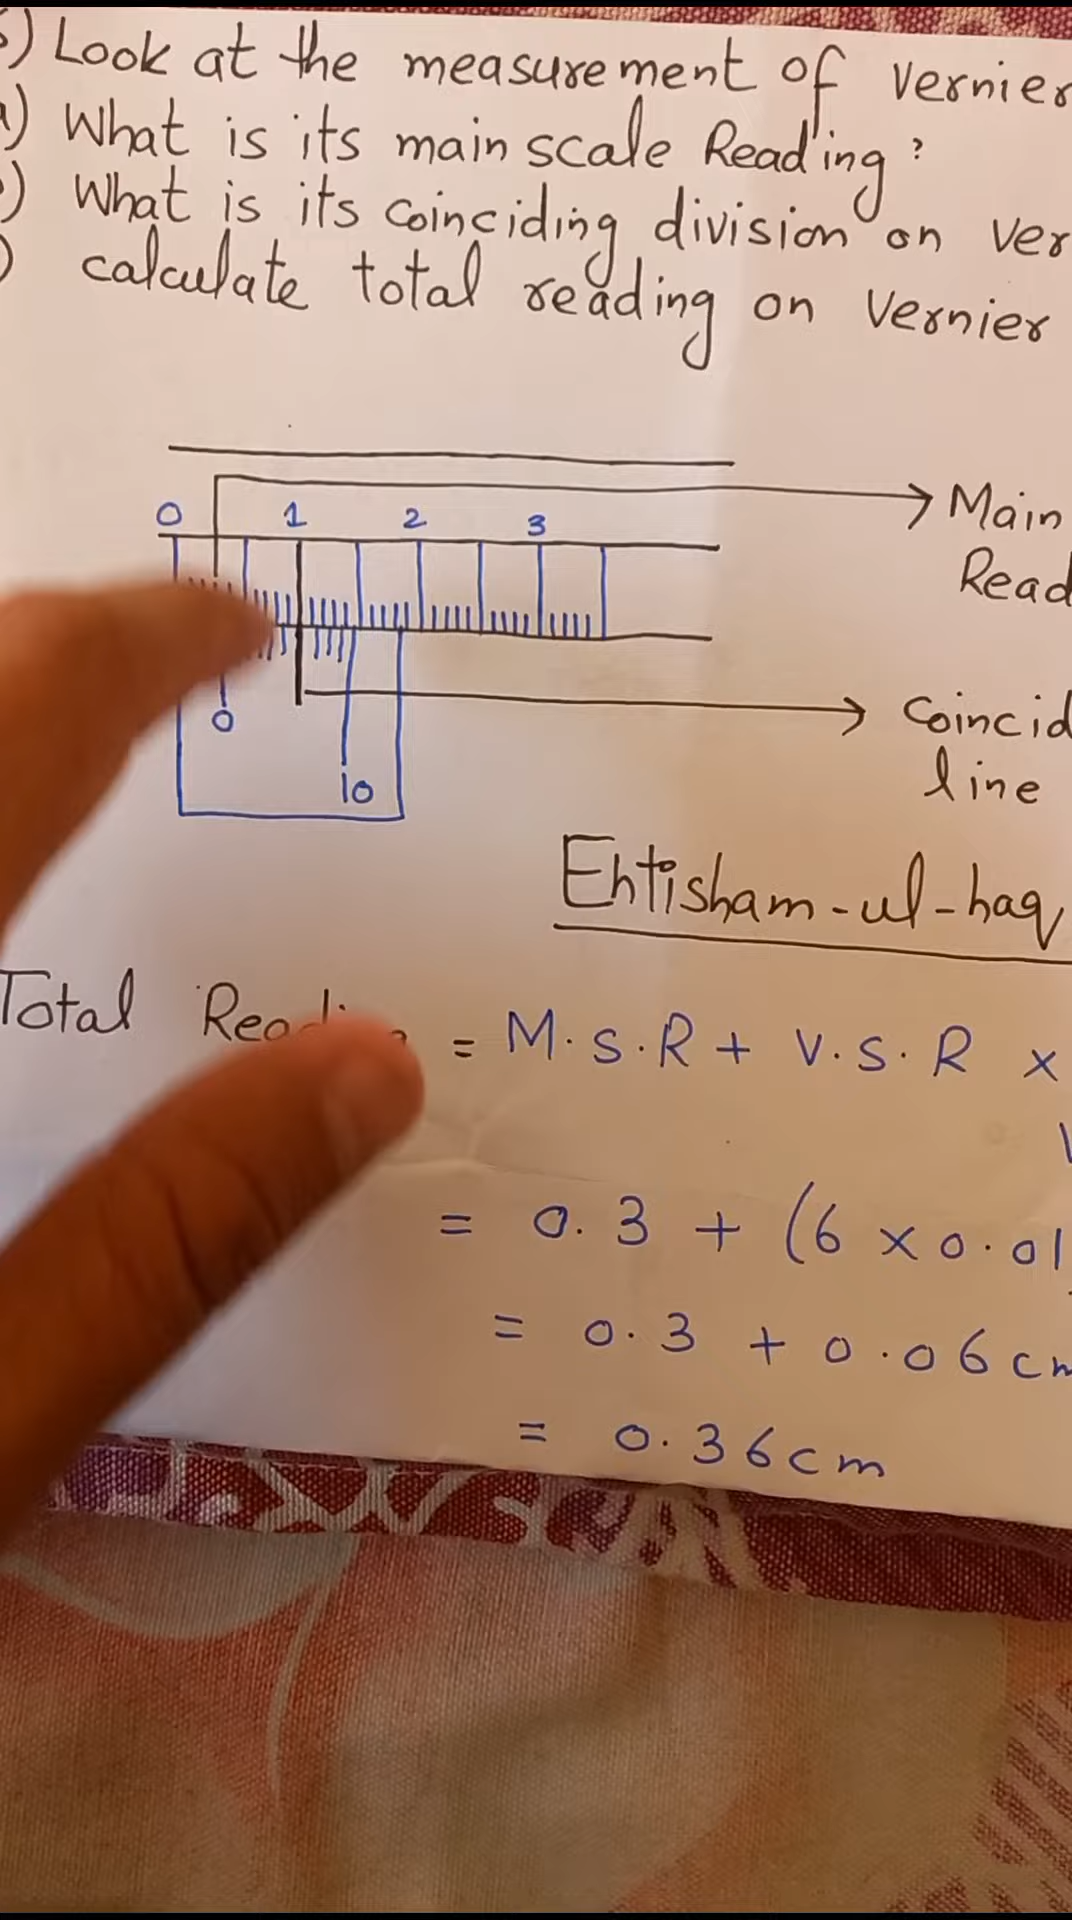 ) Look at the measurement of vernier
) What is its main scale Reading ?
) What is its coinciding division on ver
) calculate total reading on Vernier
0 1 2 3
Main
Read
0
10
Coincid
line
Ehtisham-ul-haq
Total = M.S.R + V.S.R ×
= 0.3 + (6 × 0.01
= 0.3 + 0.06 cm
= 0.36cm